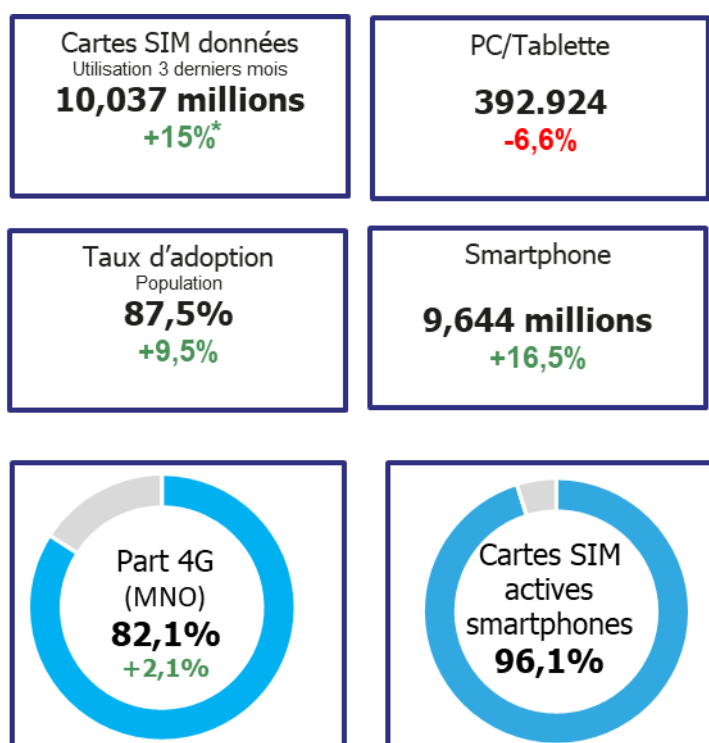 Cartes SIM données
Utilisation 3 derniers mois
10,037 millions
+15%*
PC/Tablette
392.924
-6,6%
Taux d’adoption
Population
87,5%
+9,5%
Smartphone
9,644 millions
+16,5%
Part 4G
(MNO)
82,1%
+2,1%
Cartes SIM
actives
smartphones
96,1%